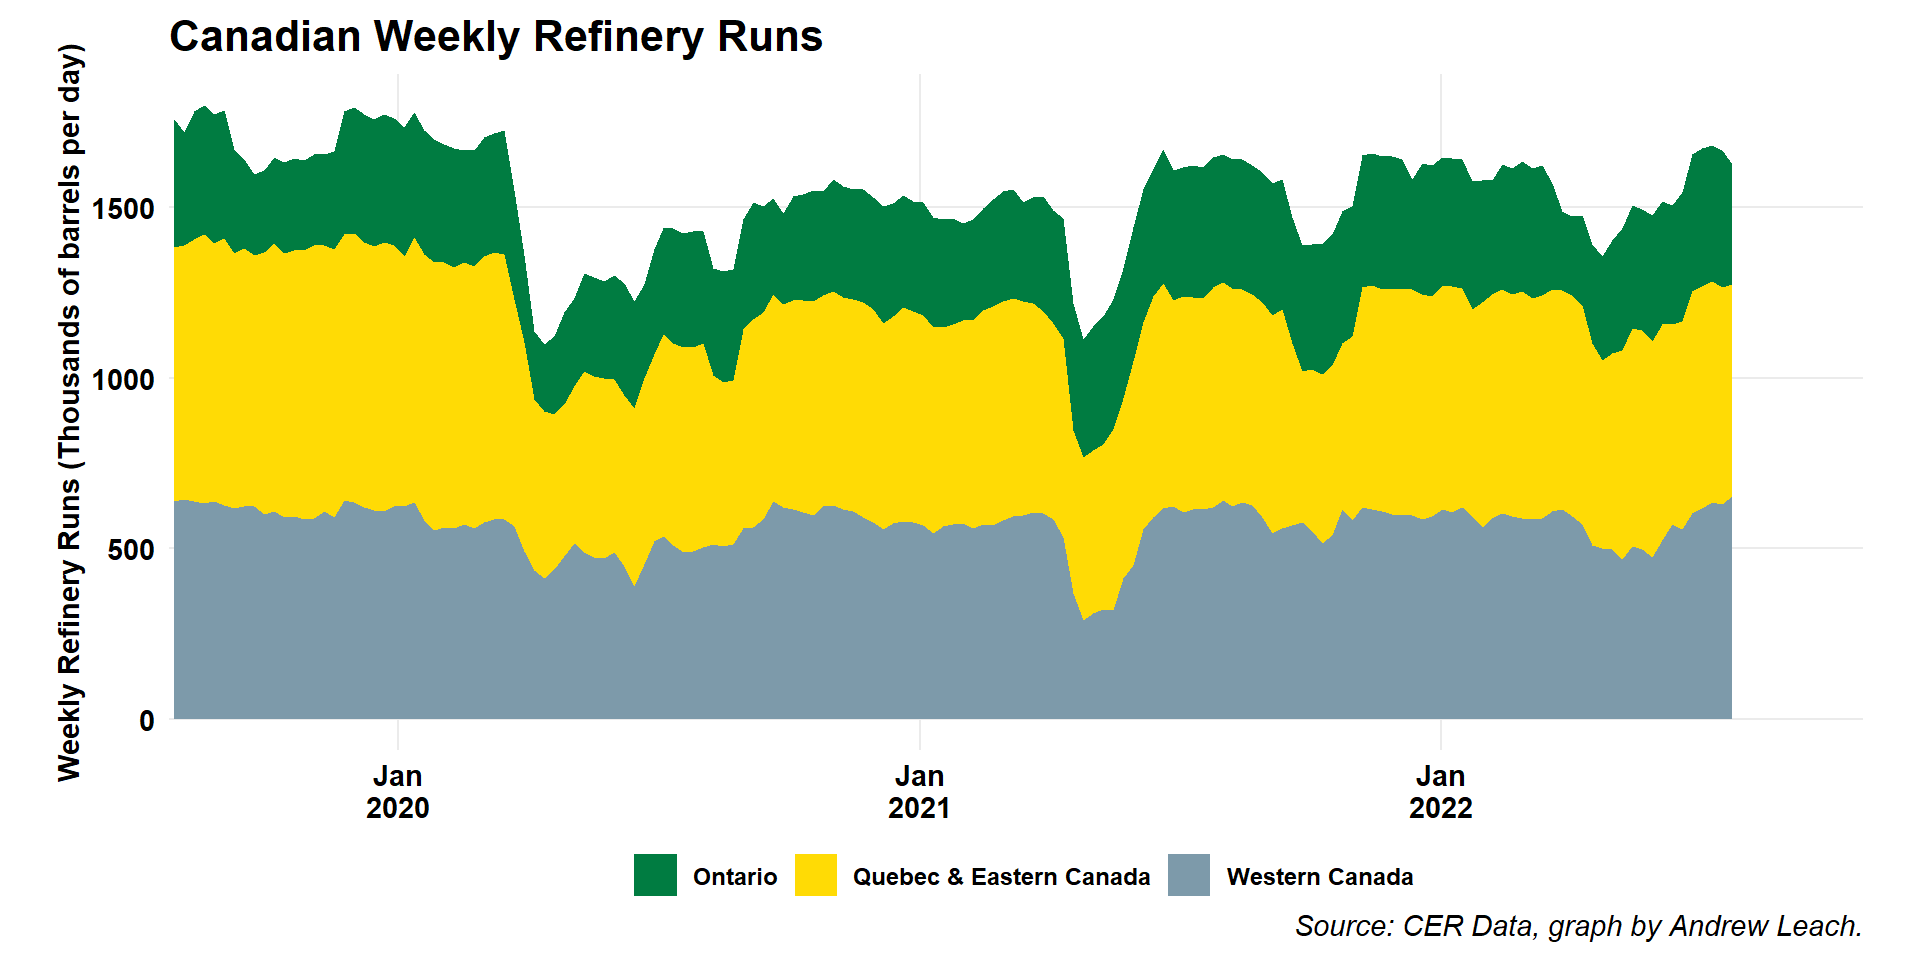 Canadian Weekly Refinery Runs
Weekly Refinery Runs (Thousands of barrels per day)
1500
1000
500
0
Jan
2020
Jan
2021
Jan
2022
Ontario
Quebec & Eastern Canada
Western Canada
Source: CER Data, graph by Andrew Leach.